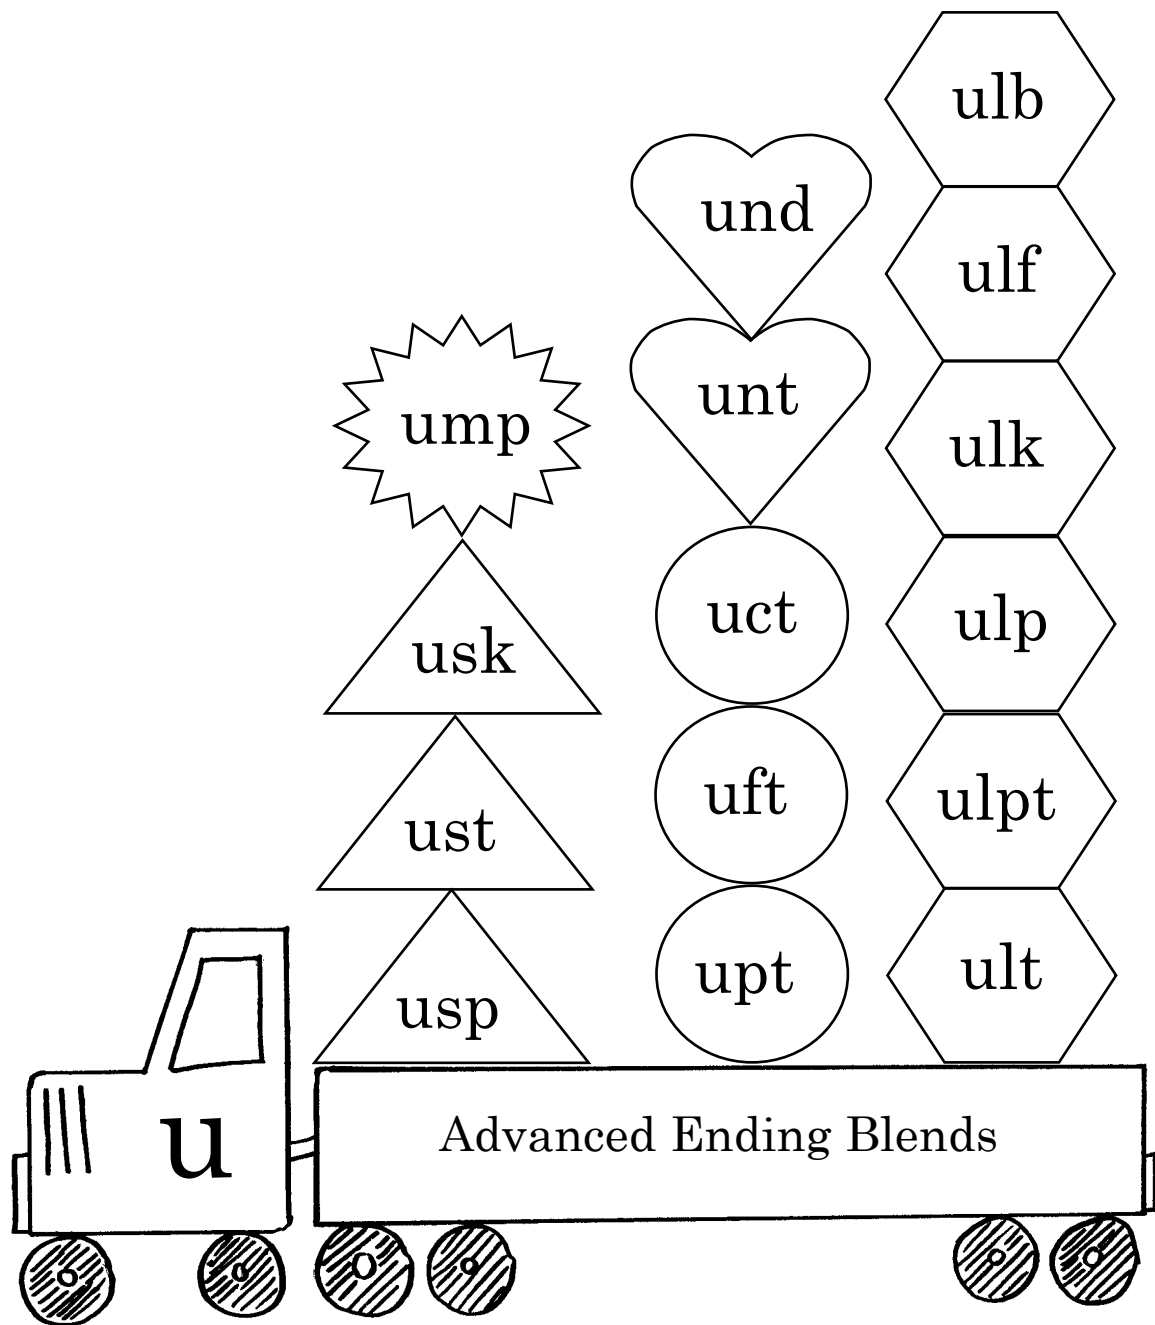 ump
usk
ust
usp
und
unt
uct
uft
upt
ulb
ulf
ulk
ulp
ulpt
ult
u
Advanced Ending Blends